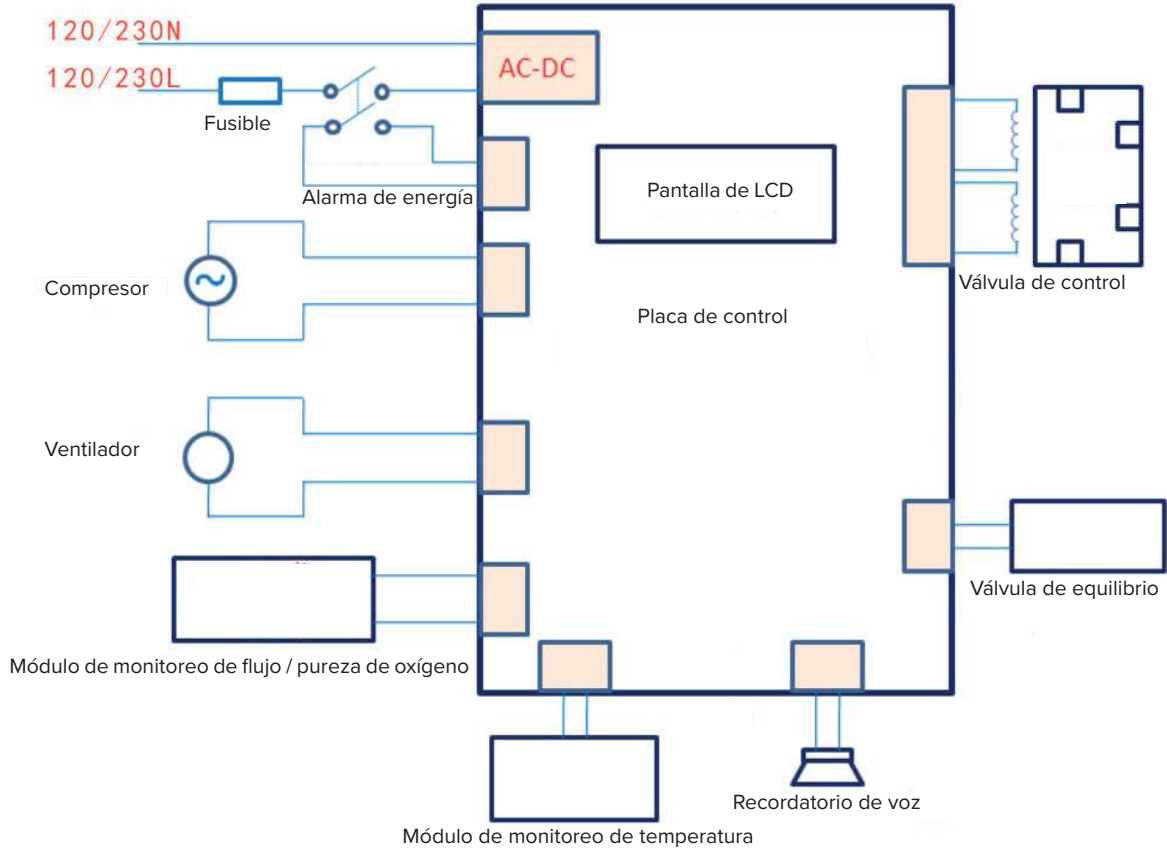 120/230N
120/230L
AC-DC
Fusible
Alarma de energía
Pantalla de LCD
Válvula de control
Compresor
Placa de control
Ventilador
Válvula de equilibrio
Módulo de monitoreo de flujo / pureza de oxígeno
Recordatorio de voz
Módulo de monitoreo de temperatura